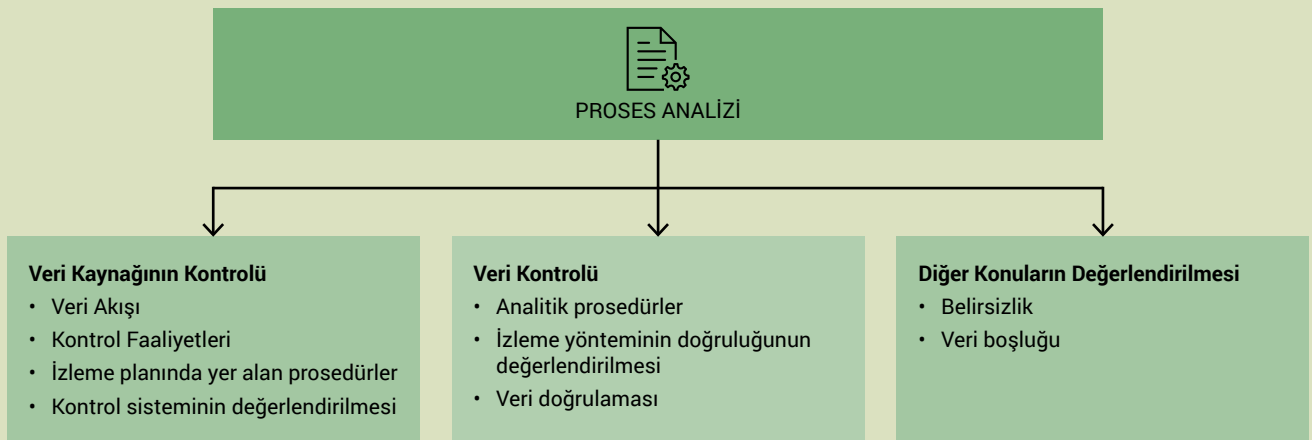 PROSES ANALİZİ
Veri Kaynağının Kontrolü
• Veri Akışı
• Kontrol Faaliyetleri
• İzleme planında yer alan prosedürler
• Kontrol sisteminin değerlendirilmesi
Veri Kontrolü
• Analitik prosedürler
• İzleme yönteminin doğruluğunun
değerlendirilmesi
• Veri doğrulaması
Diğer Konuların Değerlendirilmesi
• Belirsizlik
• Veri boşluğu